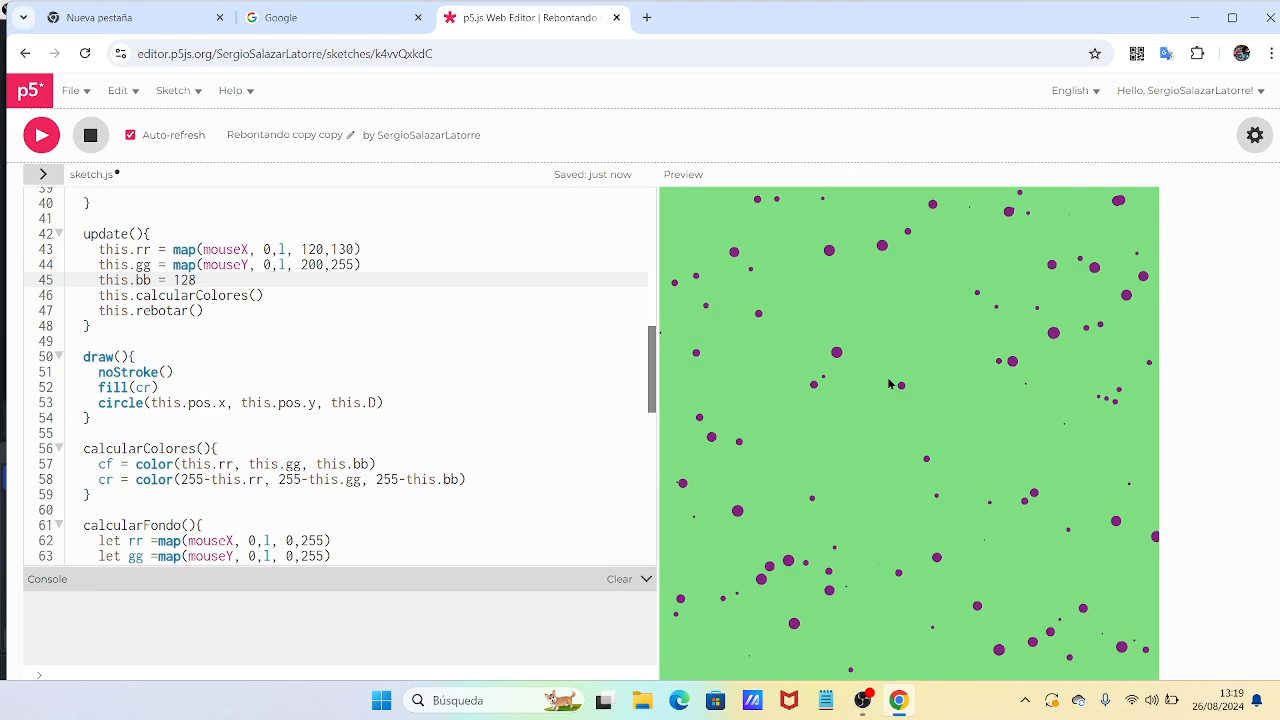 Nueva pestaña
Google
p5.js Web Editor | Rebontando
editor.p5js.org/SergioSalazarLatorre/sketches/k4vvQxkdC
p5* File Edit Sketch Help English Hello, SergioSalazarLatorre!
Auto-refresh Rebontando copy copy by SergioSalazarLatorre
sketch.js Saved: just now Preview
39
40 }
41
42 update(){
43 this.rr = map(mouseX, 0,l, 120,130)
44 this.gg = map(mouseY, 0,l, 200,255)
45 this.bb = 128
46 this.calcularColores()
47 this.rebotar()
48 }
49
50 draw(){
51 noStroke()
52 fill(cr)
53 circle(this.pos.x, this.pos.y, this.D)
54 }
55
56 calcularColores(){
57 cf = color(this.rr, this.gg, this.bb)
58 cr = color(255-this.rr, 255-this.gg, 255-this.bb)
59 }
60
61 calcularFondo(){
62 let rr =map(mouseX, 0,l, 0,255)
63 let gg =map(mouseY, 0,l, 0,255)
Console Clear
>
Búsqueda
13:19
26/08/2024